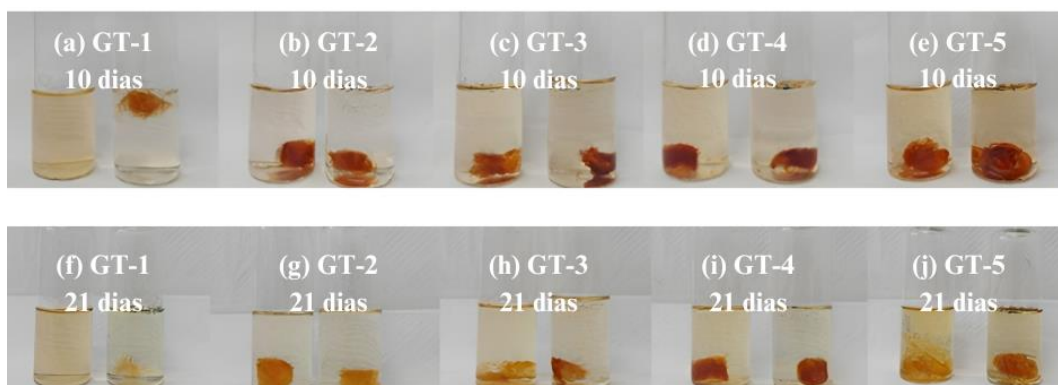 (a) GT-1
10 dias
(b) GT-2
10 dias
(c) GT-3
10 dias
(d) GT-4
10 dias
(e) GT-5
10 dias
(f) GT-1
21 dias
(g) GT-2
21 dias
(h) GT-3
21 dias
(i) GT-4
21 dias
(j) GT-5
21 dias